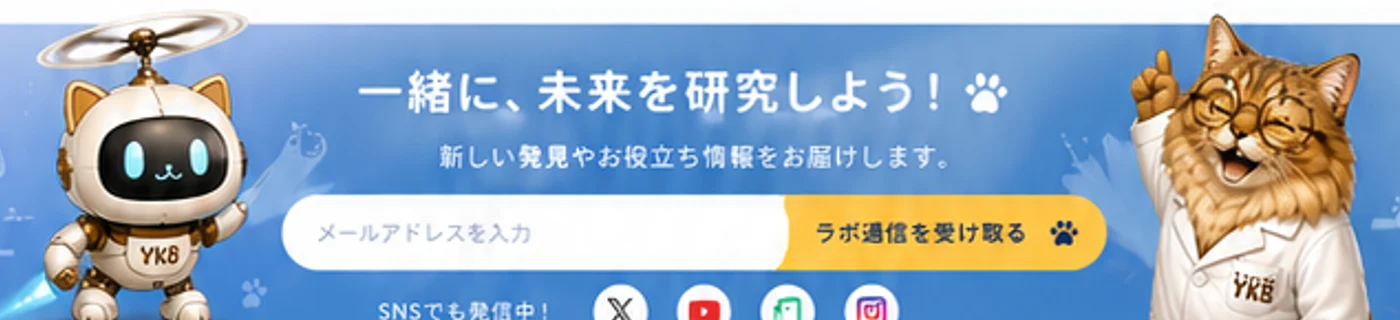 一緒に、未来を研究しよう！
新しい発見やお役立ち情報をお届けします。
メールアドレスを入力
ラボ通信を受け取る
YK8
YK8
SNSでも発信中！